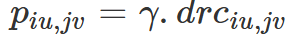 p_{iu,jv} = γ.drc_{iu,jv}